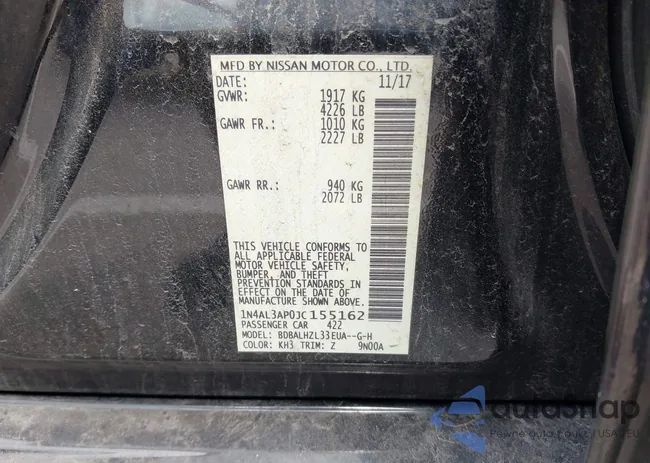 MFD BY NISSAN MOTOR CO., LTD.
DATE: 11/17
GVWR: 1917 KG
4226 LB
GAWR FR.: 1010 KG
2227 LB
GAWR RR.: 940 KG
2072 LB
THIS VEHICLE CONFORMS TO
ALL APPLICABLE FEDERAL
MOTOR VEHICLE SAFETY,
BUMPER, AND THEFT
PREVENTION STANDARDS IN
EFFECT ON THE DATE OF
MANUFACTURE SHOWN ABOVE.
1N4AL3AP0JC155162
PASSENGER CAR 422
MODEL: BDBALHZL33EUA--G-H
COLOR: KH3 TRIM: Z 9N00A
autosnap